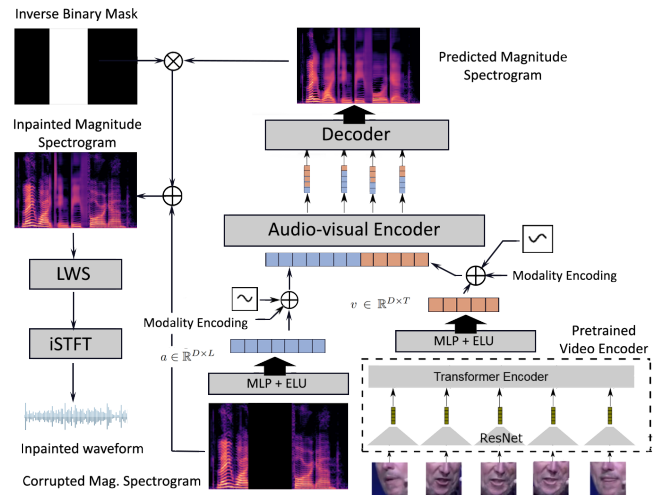 Inverse Binary Mask
Predicted Magnitude
Spectrogram
Inpainted Magnitude
Spectrogram
Decoder
Audio-visual Encoder
LWS
Modality Encoding
Modality Encoding
v ∈ ℝ^{D×T}
a ∈ ℝ^{D×L}
iSTFT
MLP + ELU
Pretrained
Video Encoder
MLP + ELU
Transformer Encoder
ResNet
Inpainted waveform
Corrupted Mag. Spectrogram